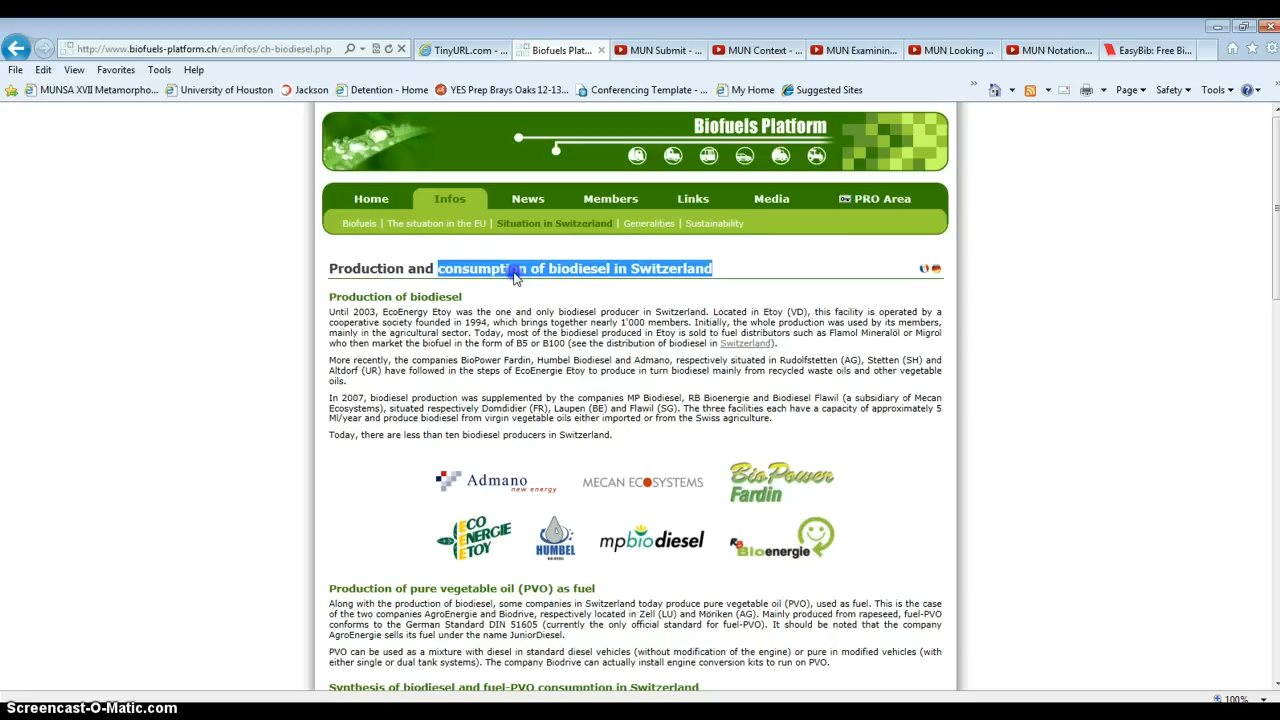 http://www.biofuels-platform.ch/en/infos/ch-biodiesel.php
TinyURL.com - ...
Biofuels Plat...
MUN Submit - ...
MUN Context - ...
MUN Examinin...
MUN Looking ...
MUN Notation...
EasyBib: Free Bi...
File Edit View Favorites Tools Help
MUNSA XVII Metamorpho... University of Houston Jackson Detention - Home YES Prep Brays Oaks 12-13... Conferencing Template - ... My Home Suggested Sites » Page Safety Tools »
Biofuels Platform
Home Infos News Members Links Media PRO Area
Biofuels | The situation in the EU | Situation in Switzerland | Generalities | Sustainability
Production and consumption of biodiesel in Switzerland
Production of biodiesel
Until 2003, EcoEnergy Etoy was the one and only biodiesel producer in Switzerland. Located in Etoy (VD), this facility is operated by a
cooperative society founded in 1994, which brings together nearly 1'000 members. Initially, the whole production was used by its members,
mainly in the agricultural sector. Today, most of the biodiesel produced in Etoy is sold to fuel distributors such as Flamol Mineralöl or Migrol
who then market the biofuel in the form of B5 or B100 (see the distribution of biodiesel in Switzerland).
More recently, the companies BioPower Fardin, Humbel Biodiesel and Admano, respectively situated in Rudolfstetten (AG), Stetten (SH) and
Altdorf (UR) have followed in the steps of EcoEnergie Etoy to produce in turn biodiesel mainly from recycled waste oils and other vegetable
oils.
In 2007, biodiesel production was supplemented by the companies MP Biodiesel, RB Bioenergie and Biodiesel Flawil (a subsidiary of Mecan
Ecosystems), situated respectively Domdidier (FR), Laupen (BE) and Flawil (SG). The three facilities each have a capacity of approximately 5
Ml/year and produce biodiesel from virgin vegetable oils either imported or from the Swiss agriculture.
Today, there are less than ten biodiesel producers in Switzerland.
Admano
new energy
MECAN ECOSYSTEMS
BioPower
Fardin
ECO
ENERGIE
ETOY
HUMBEL
mpbiodiesel
RB Bioenergie
Production of pure vegetable oil (PVO) as fuel
Along with the production of biodiesel, some companies in Switzerland today produce pure vegetable oil (PVO), used as fuel. This is the case
of the two companies AgroEnergie and Biodrive, respectively located in Zell (LU) and Möriken (AG). Mainly produced from rapeseed, fuel-PVO
conforms to the German Standard DIN 51605 (currently the only official standard for fuel-PVO). It should be noted that the company
AgroEnergie sells its fuel under the name JuniorDiesel.
PVO can be used as a mixture with diesel in standard diesel vehicles (without modification of the engine) or pure in modified vehicles (with
either single or dual tank systems). The company Biodrive can actually install engine conversion kits to run on PVO.
Synthesis of biodiesel and fuel-PVO consumption in Switzerland
100%
Screencast-O-Matic.com